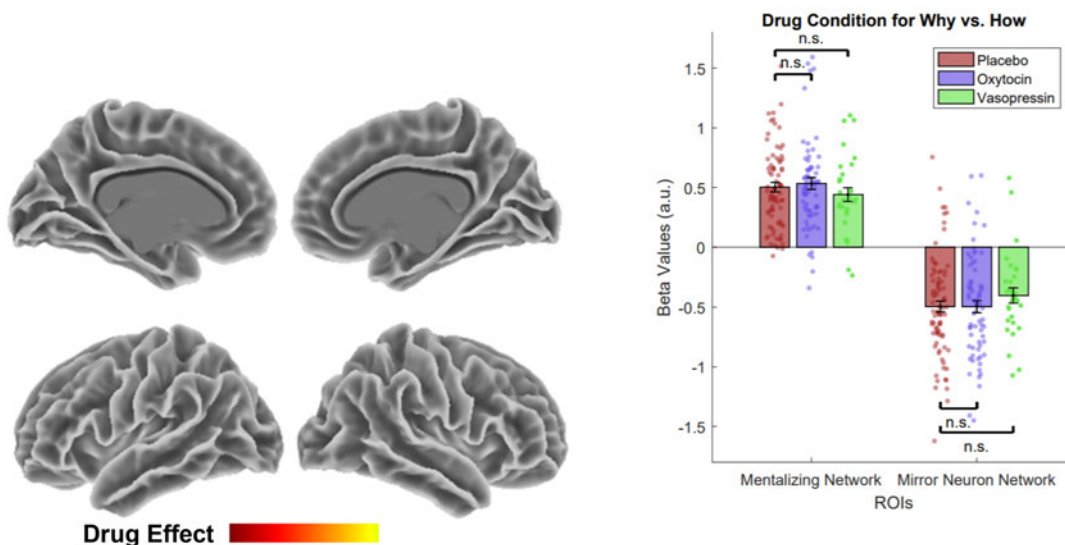 Drug Condition for Why vs. How
n.s.
n.s.
Placebo
Oxytocin
Vasopressin
1.5
1
0.5
0
-0.5
-1
-1.5
Beta Values (a.u.)
n.s.
n.s.
Mentalizing Network Mirror Neuron Network
ROIs
Drug Effect